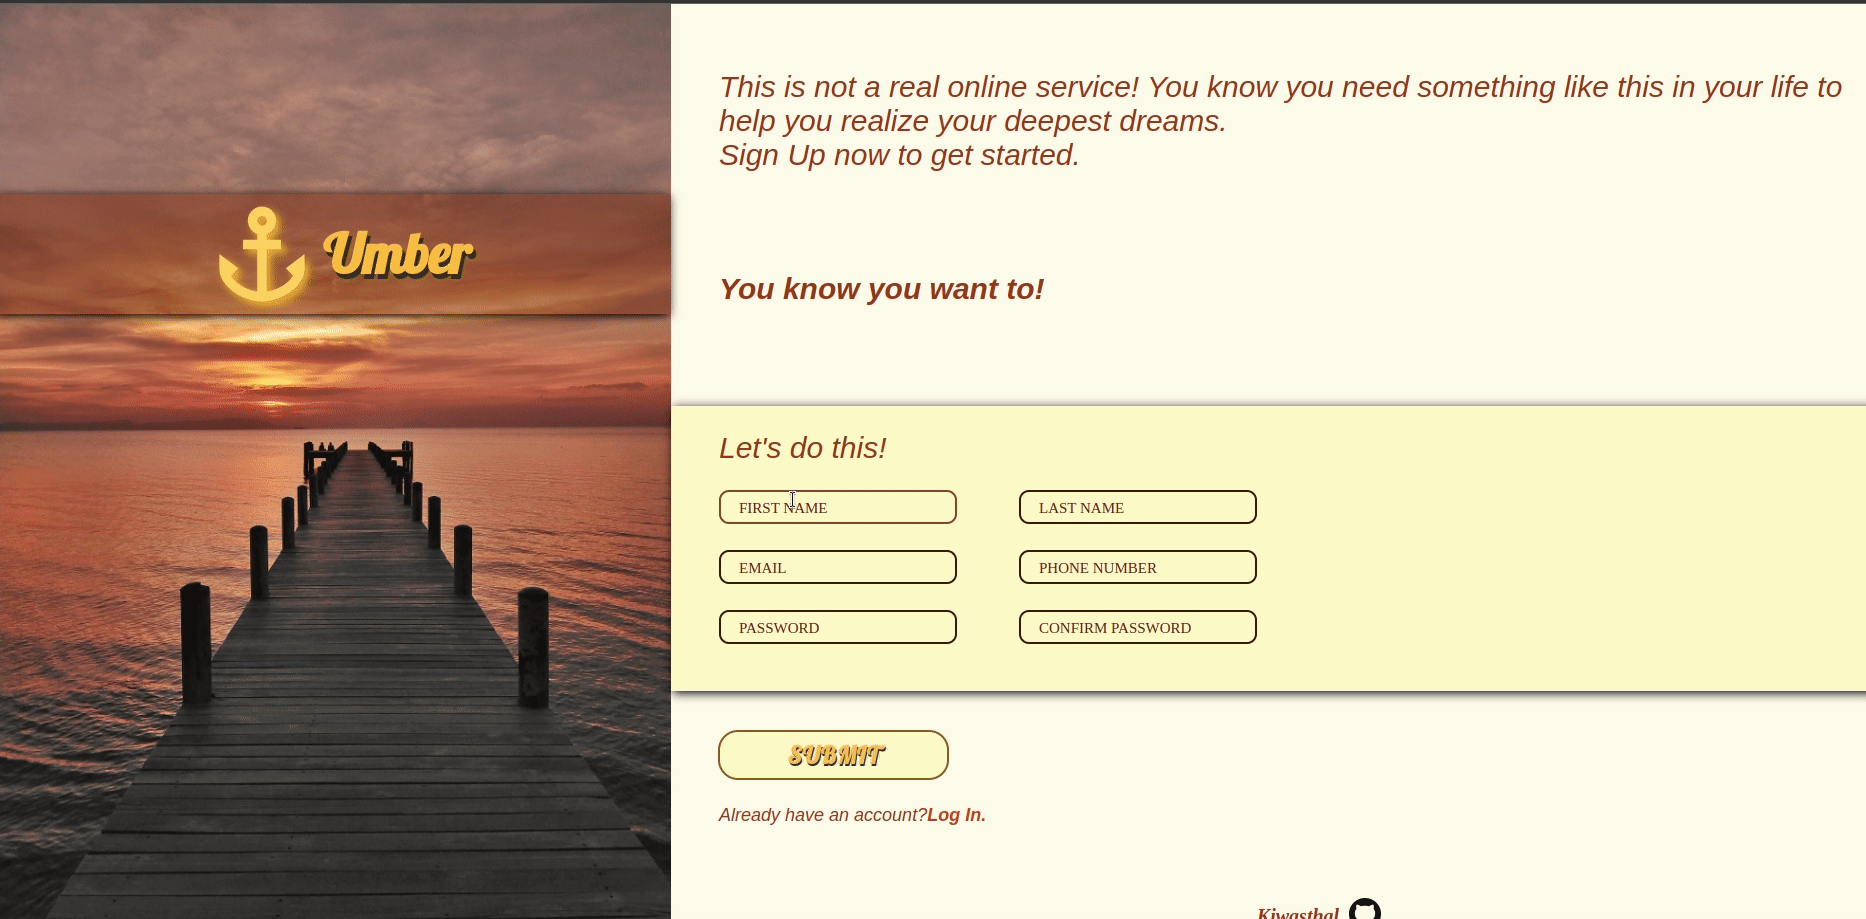 Umber
This is not a real online service! You know you need something like this in your life to
help you realize your deepest dreams.
Sign Up now to get started.
You know you want to!
Let's do this!
FIRST NAME
LAST NAME
EMAIL
PHONE NUMBER
PASSWORD
CONFIRM PASSWORD
SUBMIT
Already have an account?Log In.
Kiwasthal